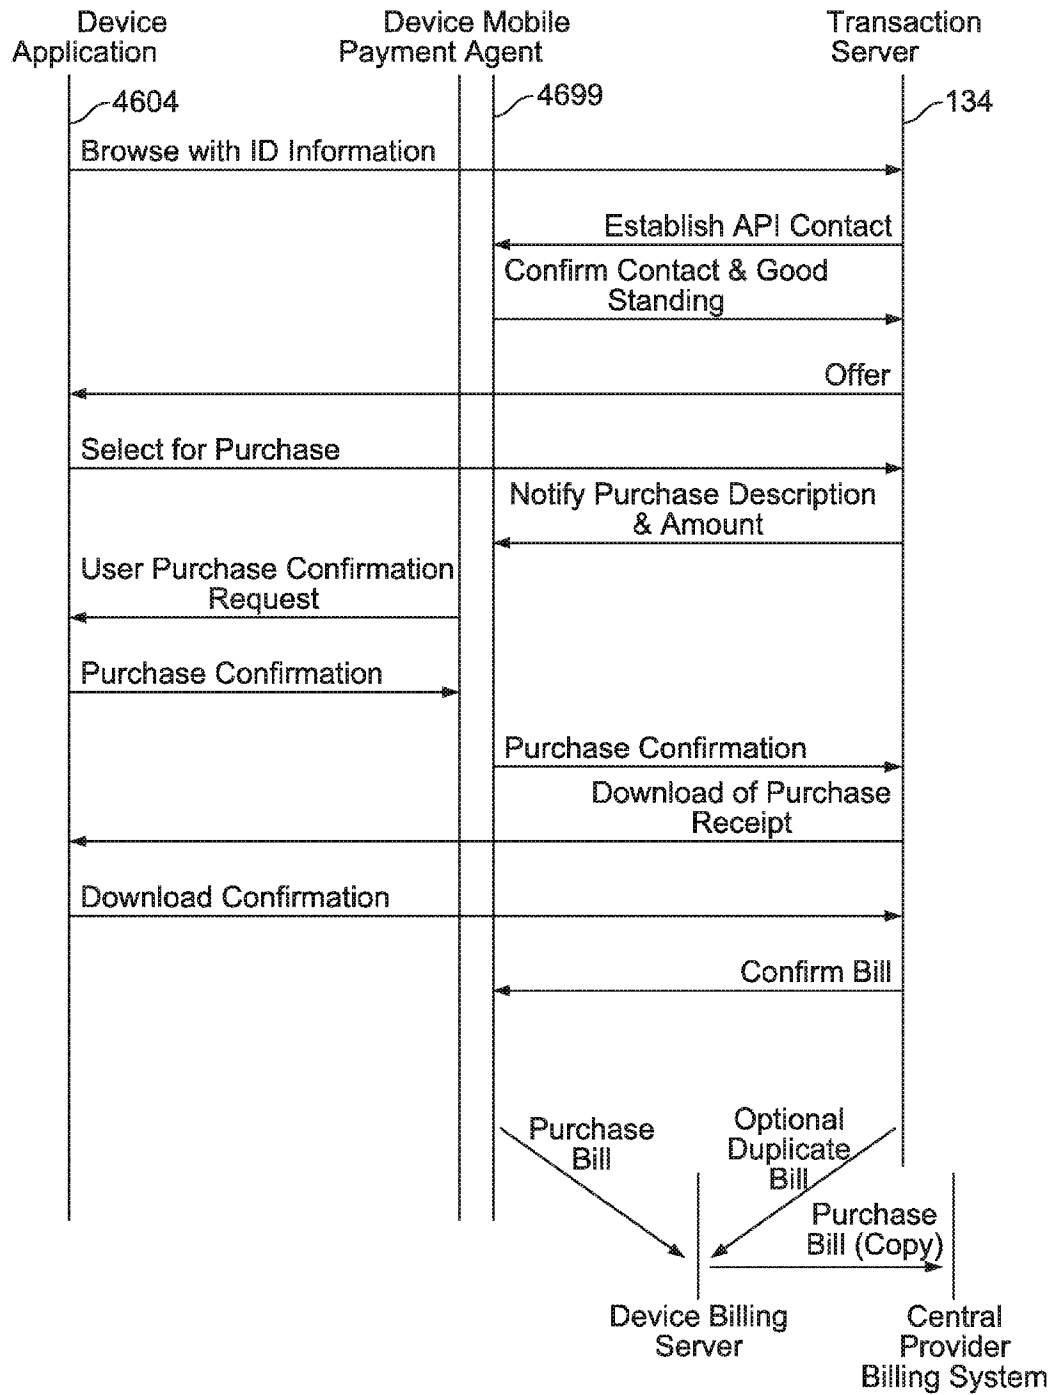 Device
Application
Device Mobile
Payment Agent
Transaction
Server
4604
4699
134
Browse with ID Information
Establish API Contact
Confirm Contact & Good
Standing
Offer
Select for Purchase
Notify Purchase Description
& Amount
User Purchase Confirmation
Request
Purchase Confirmation
Purchase Confirmation
Download of Purchase
Receipt
Download Confirmation
Confirm Bill
Purchase
Bill
Optional
Duplicate
Bill
Purchase
Bill (Copy)
Device Billing
Server
Central
Provider
Billing System